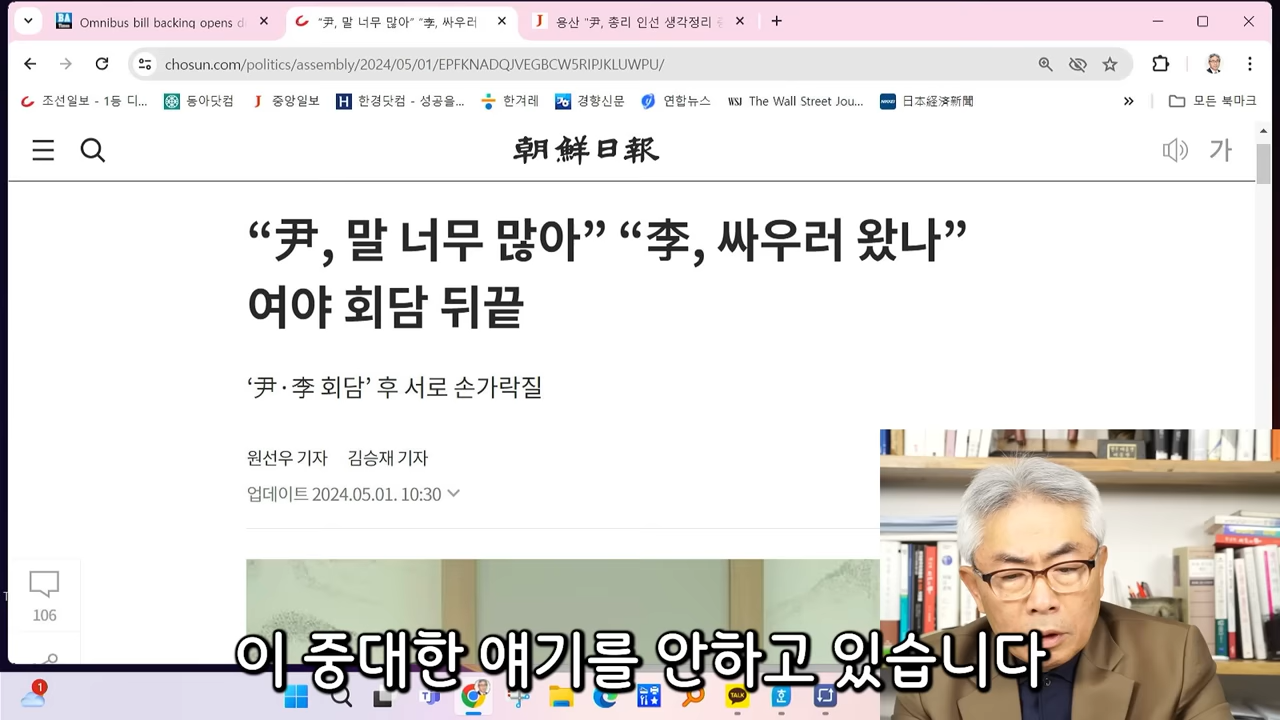 Omnibus bill backing opens d
“尹, 말 너무 많아” “李, 싸우러
용산 "尹, 총리 인선 생각정리
chosun.com/politics/assembly/2024/05/01/EPFKNADQJVEGBCW5RIPJKLUWPU/
조선일보 - 1등 디... 동아닷컴 중앙일보 한경닷컴 - 성공을... 한겨레 경향신문 연합뉴스 WSJ The Wall Street Jou... 日本経済新聞 모든 북마크
朝鮮日報 가
“尹, 말 너무 많아” “李, 싸우러 왔나”
여야 회담 뒤끝
‘尹·李 회담’ 후 서로 손가락질
원선우 기자 김승재 기자
업데이트 2024.05.01. 10:30
106
이 중대한 얘기를 안하고 있습니다
1
TALK